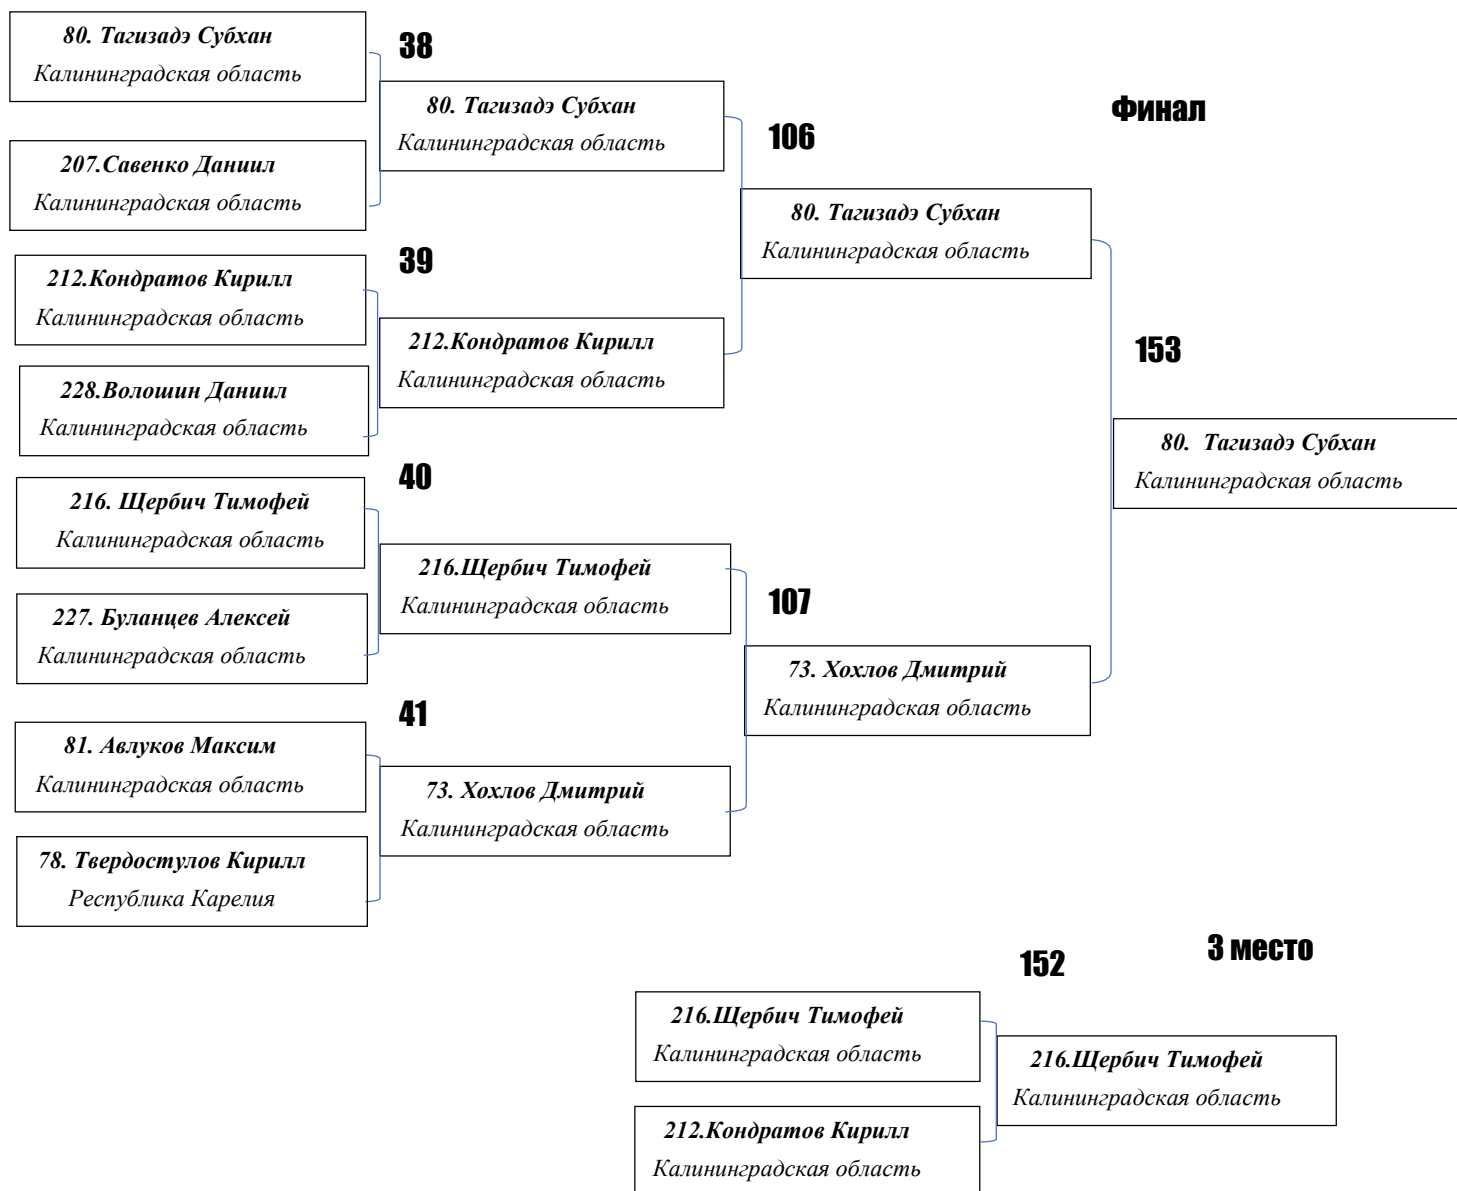 80. Тагизадэ Субхан
Калининградская область
207.Савенко Даниил
Калининградская область
212.Кондратов Кирилл
Калининградская область
228.Волошин Даниил
Калининградская область
216. Щербич Тимофей
Калининградская область
227. Буланцев Алексей
Калининградская область
81. Авлуков Максим
Калининградская область
78. Твердостулов Кирилл
Республика Карелия
38
80. Тагизадэ Субхан
Калининградская область
39
212.Кондратов Кирилл
Калининградская область
40
216.Щербич Тимофей
Калининградская область
41
73. Хохлов Дмитрий
Калининградская область
106
80. Тагизадэ Субхан
Калининградская область
107
73. Хохлов Дмитрий
Калининградская область
Финал
153
80. Тагизадэ Субхан
Калининградская область
152
3 место
216.Щербич Тимофей
Калининградская область
212.Кондратов Кирилл
Калининградская область
216.Щербич Тимофей
Калининградская область